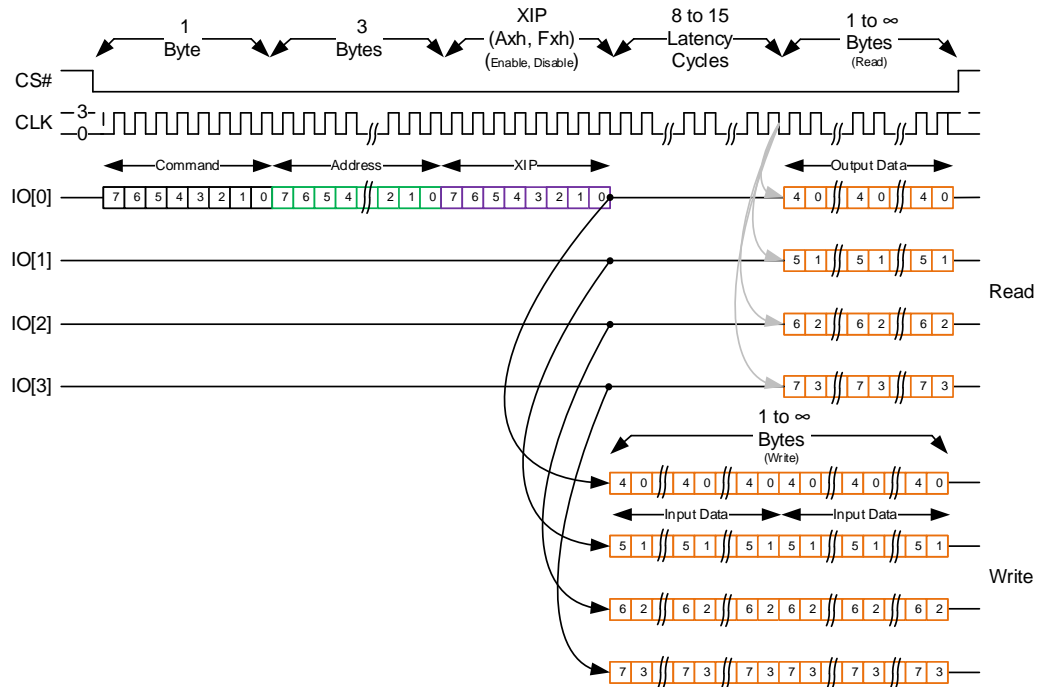 1 3 XIP 8 to 15 1 to ∞
Byte Bytes (Axh, Fxh) Latency Bytes
(Enable, Disable) Cycles (Read)
CS#
CLK 3 0
Command Address XIP Output Data
IO[0] 7 6 5 4 3 2 1 0 7 6 5 4 2 1 0 7 6 5 4 3 2 1 0 4 0 4 0 4 0
IO[1] 5 1 5 1 5 1
Read
IO[2] 6 2 6 2 6 2
IO[3] 7 3 7 3 7 3
1 to ∞
Bytes
(Write)
4 0 4 0 4 0 4 0 4 0 4 0
Input Data Input Data
5 1 5 1 5 1 5 1 5 1 5 1
Write
6 2 6 2 6 2 6 2 6 2 6 2
7 3 7 3 7 3 7 3 7 3 7 3